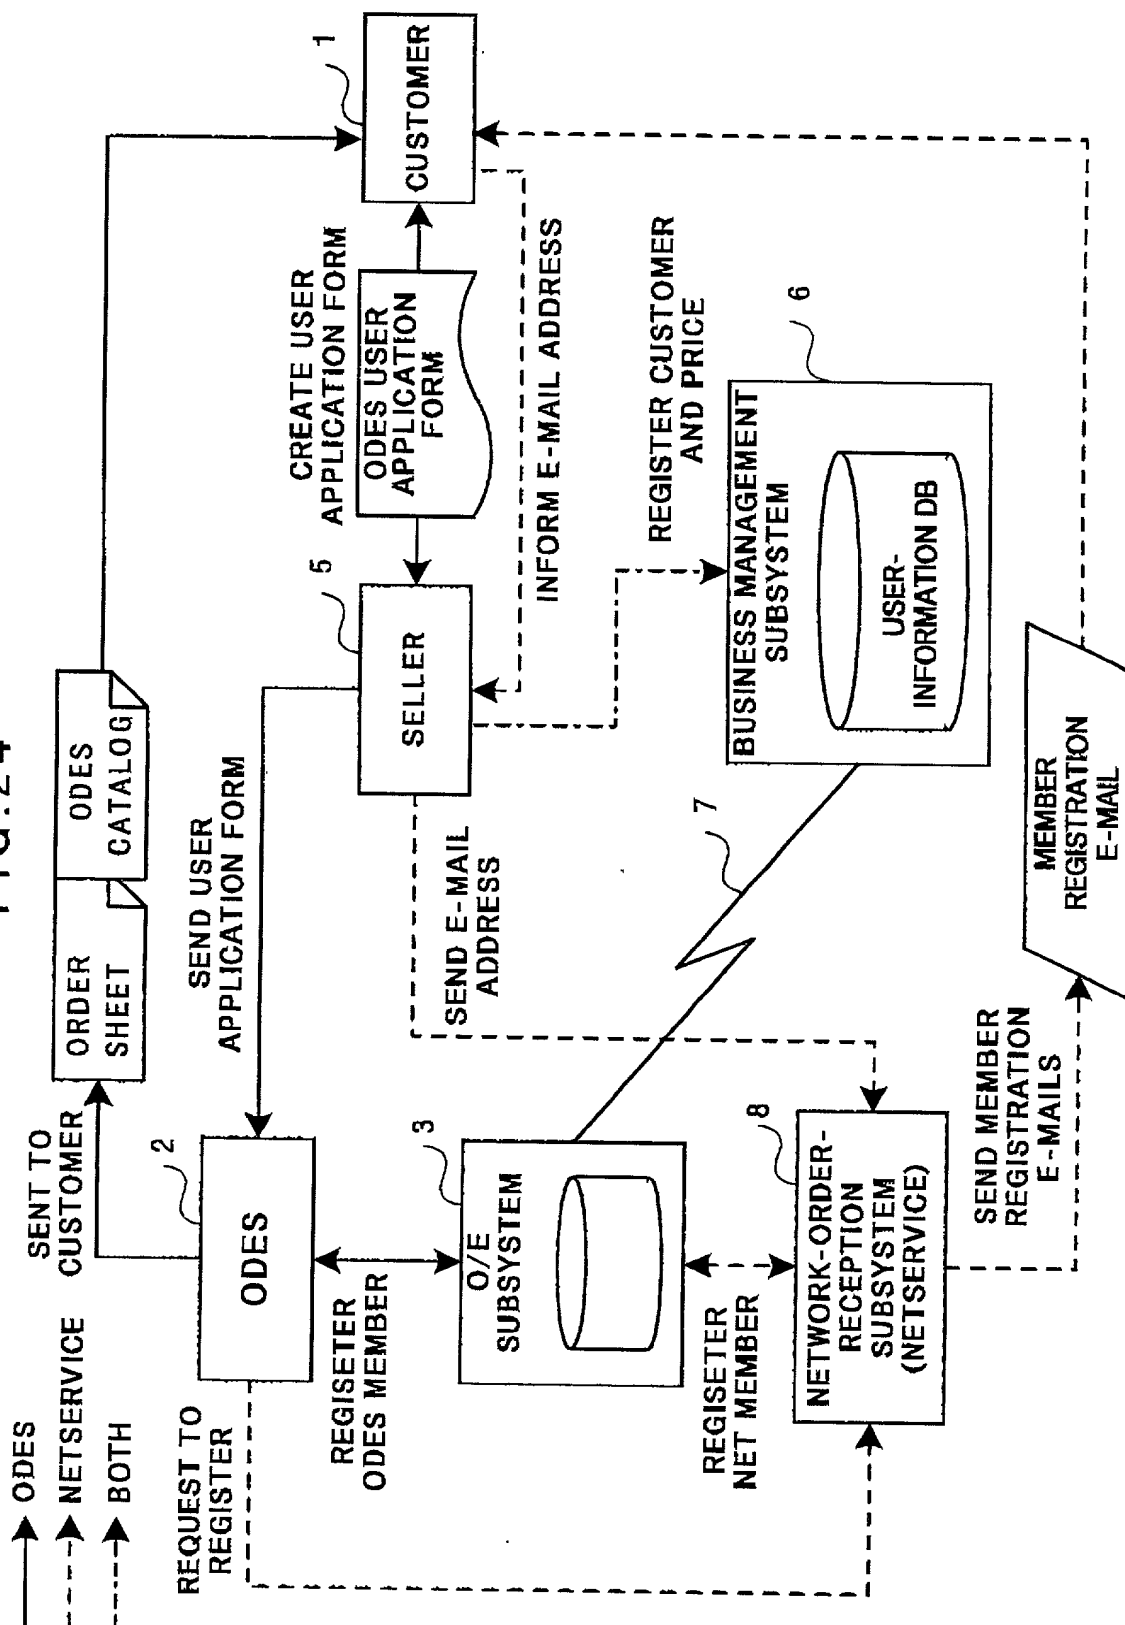 FIG.24
ODES
NETSERVICE
BOTH
SENT TO
CUSTOMER
ORDER
SHEET
ODES
CATALOG
2
ODES
SEND USER
APPLICATION FORM
REQUEST TO
REGISTER
REGISETER
ODES MEMBER
3
O/E
SUBSYSTEM
SEND E-MAIL
ADDRESS
5
SELLER
CREATE USER
APPLICATION FORM
ODES USER
APPLICATION
FORM
1
CUSTOMER
INFORM E-MAIL ADDRESS
REGISTER CUSTOMER
AND PRICE
7
6
BUSINESS MANAGEMENT
SUBSYSTEM
USER-
INFORMATION DB
REGISETER
NET MEMBER
8
NETWORK-ORDER-
RECEPTION
SUBSYSTEM
(NETSERVICE)
SEND MEMBER
REGISTRATION
E-MAILS
MEMBER
REGISTRATION
E-MAIL